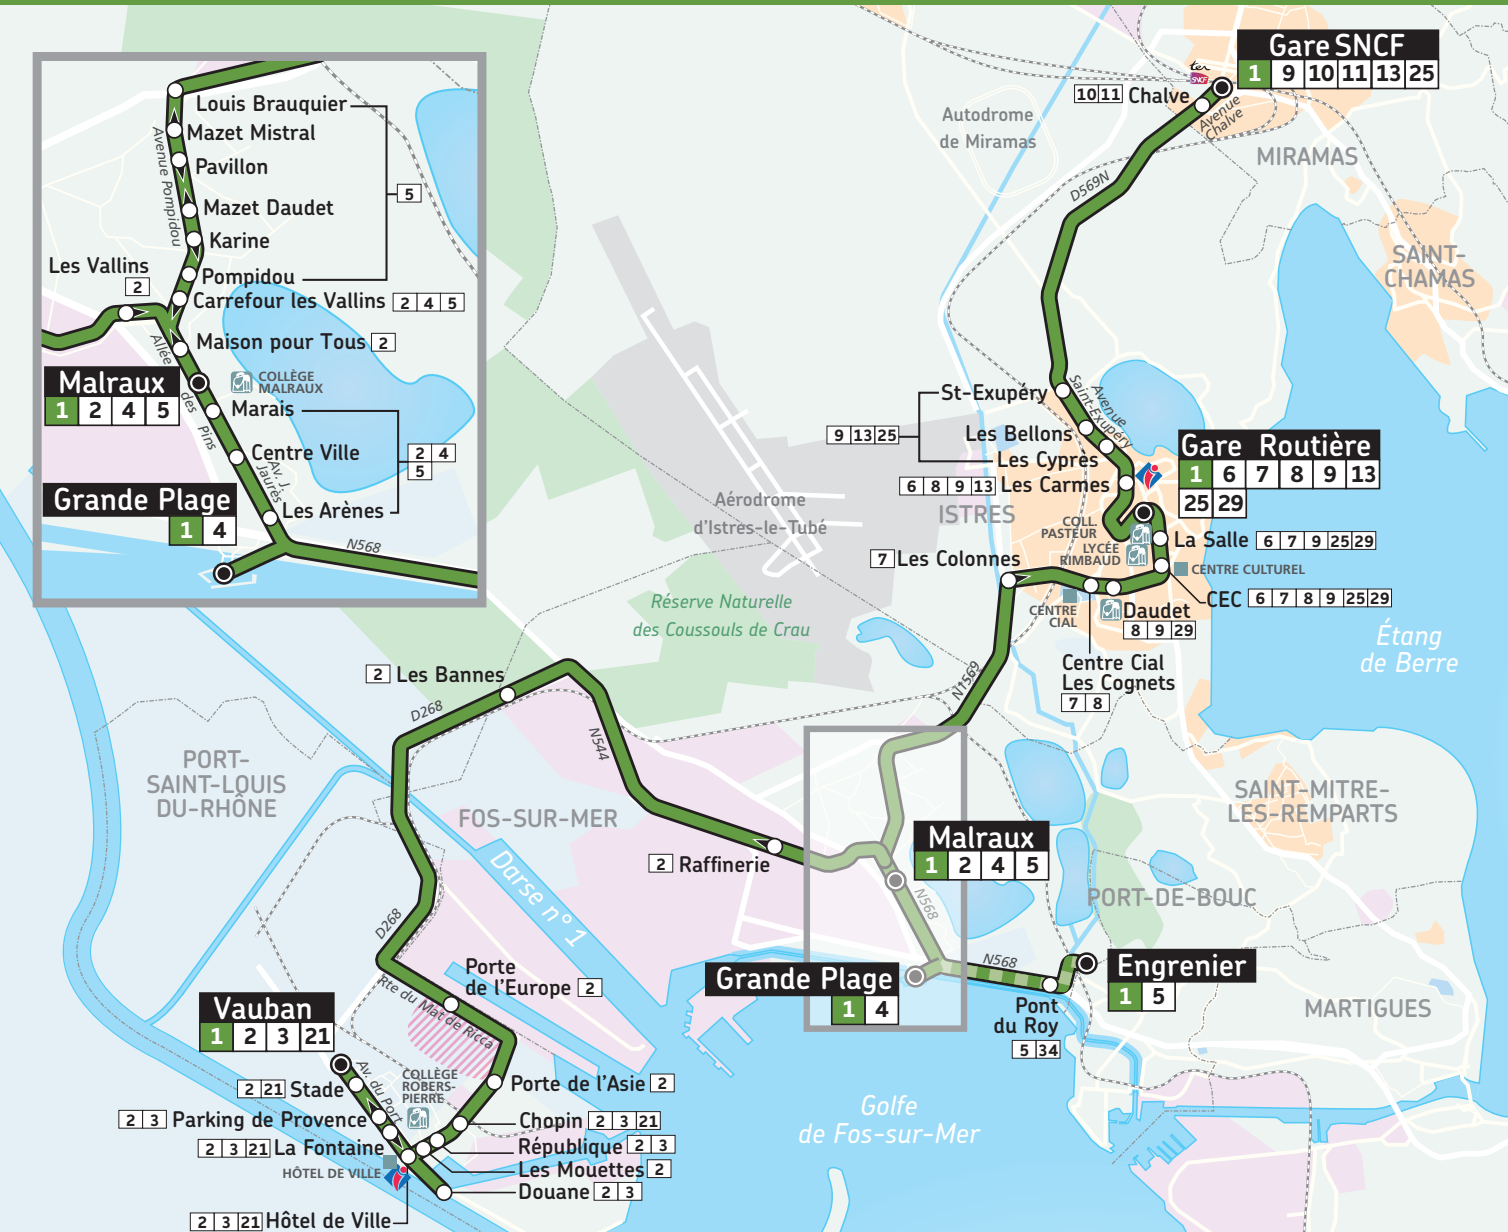 Gare SNCF
1 9 10 11 13 25
ter
SNCF
10 11 Chalve
Avenue
Chalve
MIRAMAS
Autodrome
de Miramas
D569N
SAINT-
CHAMAS
Louis Brauquier
Mazet Mistral
Pavillon
5
Mazet Daudet
Karine
Pompidou
Avenue Pompidou
Les Vallins
2
Carrefour les Vallins 2 4 5
Maison pour Tous 2
Allée
des
Pins
COLLÈGE
MALRAUX
Malraux
1 2 4 5
Marais
Centre Ville
2 4
5
Av. J.
Jaurès
Grande Plage
1 4
Les Arènes
N568
St-Exupéry
Avenue
Saint-Exupéry
9 13 25
Les Bellons
Les Cyprès
6 8 9 13 Les Carmes
Gare Routière
1 6 7 8 9 13
25 29
ISTRES
Aérodrome
d'Istres-le-Tubé
COLL.
PASTEUR
LYCÉE
RIMBAUD
La Salle 6 7 9 25 29
7 Les Colonnes
CENTRE CULTUREL
CEC 6 7 8 9 25 29
CENTRE
CIAL
Daudet
8 9 29
Réserve Naturelle
des Coussouls de Crau
Étang
de Berre
Centre Cial
Les Cognets
7 8
N1569
2 Les Bannes
D268
N544
PORT-
SAINT-LOUIS
DU-RHÔNE
FOS-SUR-MER
SAINT-MITRE-
LES-REMPARTS
Malraux
1 2 4 5
2 Raffinerie
Darse n° 1
N568
PORT-DE-BOUC
D268
Grande Plage
1 4
N568
Engrenier
1 5
Porte
de l'Europe 2
Rte du Mat de Ricca
Pont
du Roy
5 34
MARTIGUES
Vauban
1 2 3 21
Av. du Port
2 21 Stade
COLLÈGE
ROBERS-
PIERRE
Porte de l'Asie 2
2 3 Parking de Provence
Chopin 2 3 21
2 3 21 La Fontaine
République 2 3
HÔTEL DE VILLE
Les Mouettes 2
Douane 2 3
2 3 21 Hôtel de Ville
Golfe
de Fos-sur-Mer